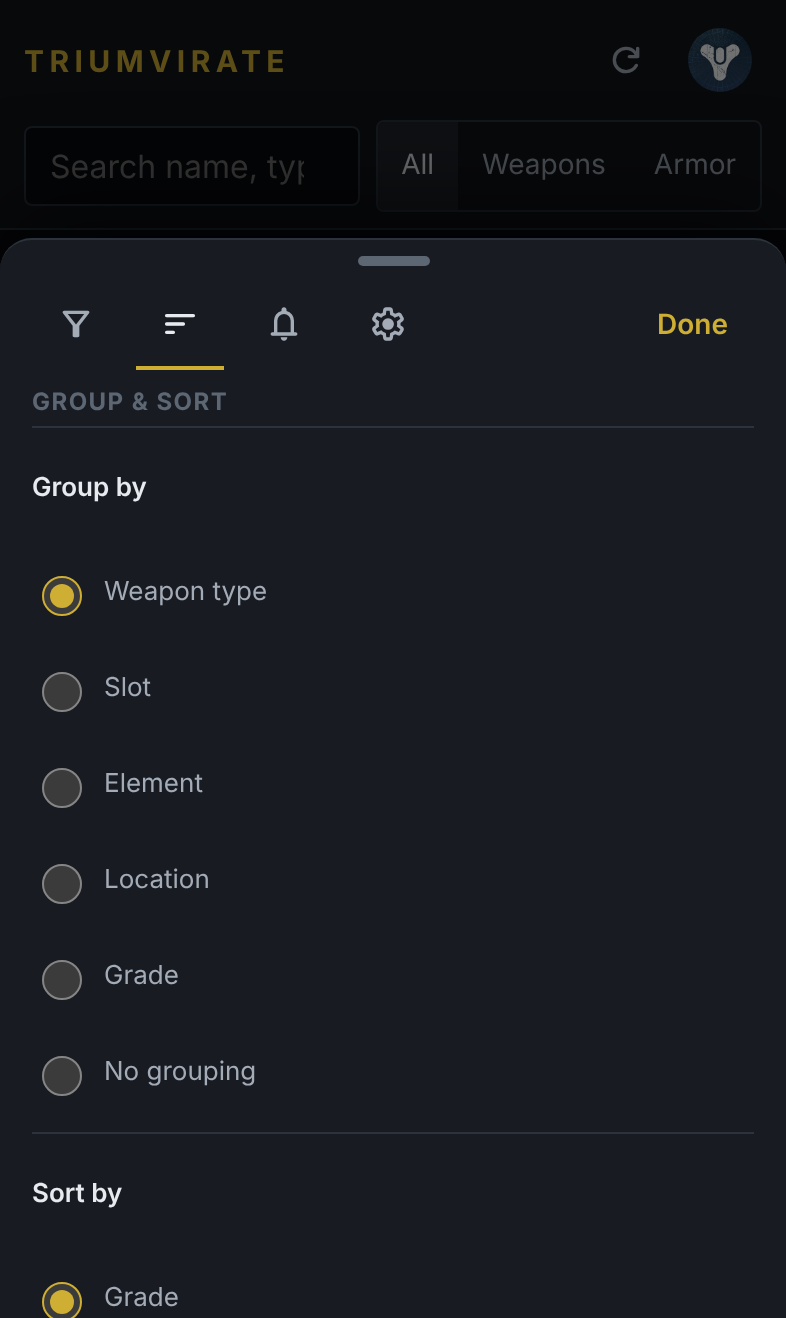 TRIUMVIRATE
Search name, typ
All
Weapons
Armor
Done
GROUP & SORT
Group by
Weapon type
Slot
Element
Location
Grade
No grouping
Sort by
Grade